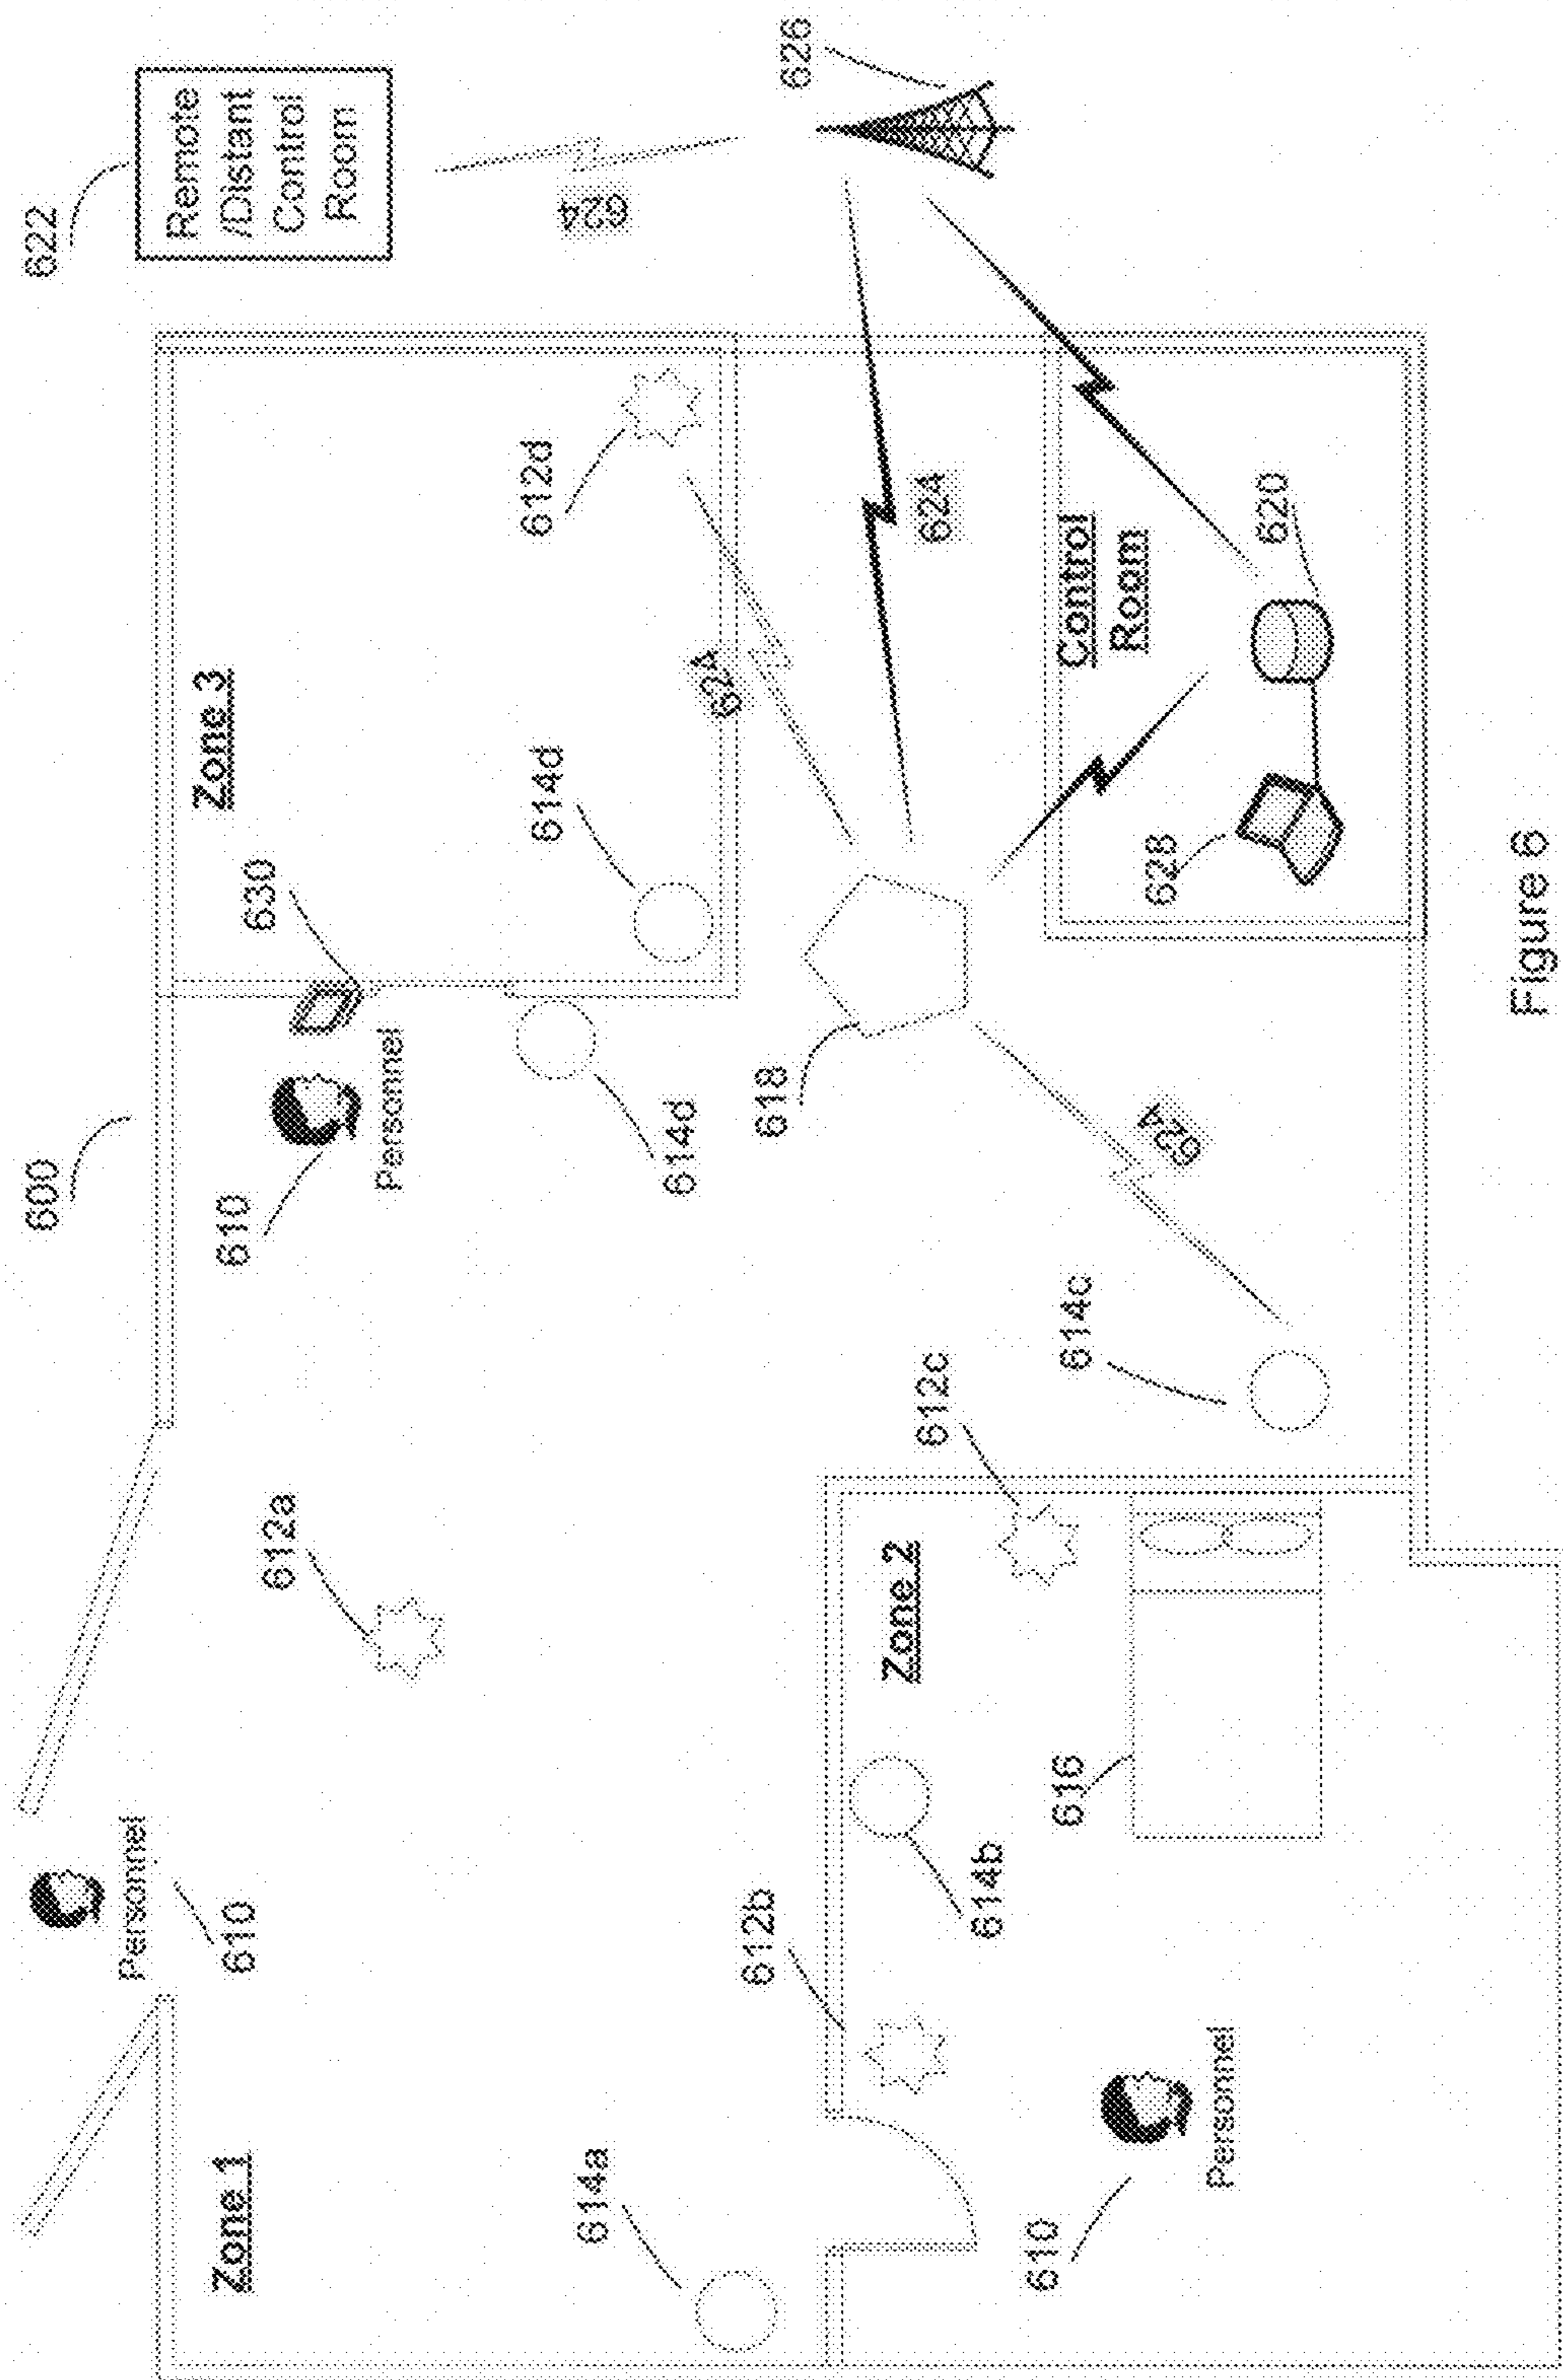 600
622
Remote
/Distant
Control
Room
Personnel
610
Zone 1
612a
610
Personnel
630
Zone 3
614d
612d
624
626
614a
612b
614d
618
624
624
Zone 2
612c
614c
624
Control
Room
614b
616
628
620
610
Personnel
Figure 6